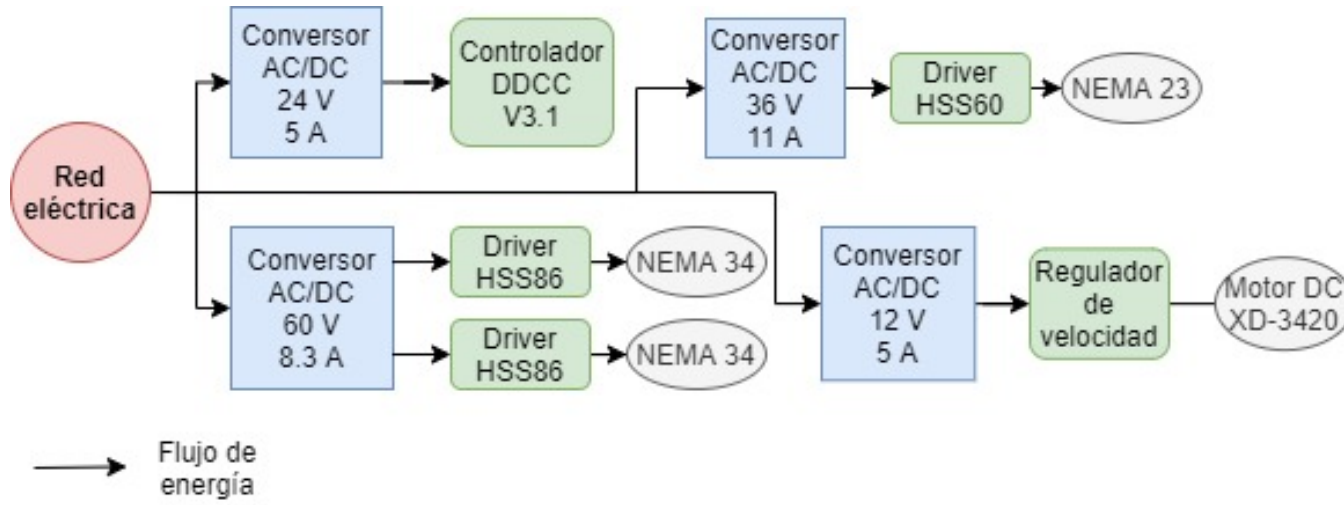 Red
eléctrica
Conversor
AC/DC
24 V
5 A
Controlador
DDCC
V3.1
Conversor
AC/DC
36 V
11 A
Driver
HSS60
NEMA 23
Conversor
AC/DC
60 V
8.3 A
Driver
HSS86
NEMA 34
Driver
HSS86
NEMA 34
Conversor
AC/DC
12 V
5 A
Regulador
de
velocidad
Motor DC
XD-3420
Flujo de
energía